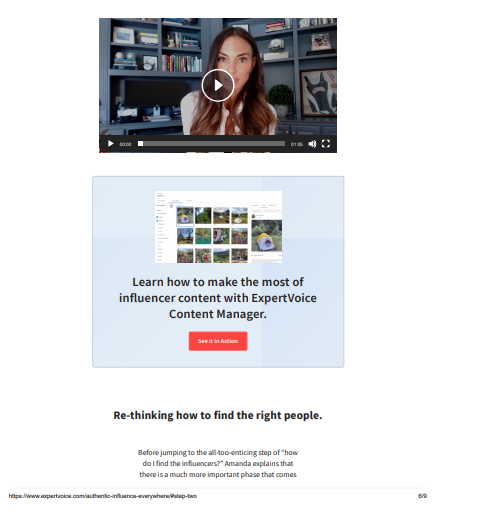 00:00
01:05
Learn how to make the most of
influencer content with ExpertVoice
Content Manager.
See it in Action
Re-thinking how to find the right people.
Before jumping to the all-too-enticing step of “how
do I find the influencers?” Amanda explains that
there is a much more important phase that comes
https://www.expertvoice.com/authentic-influence-everywhere/#step-two
6/9